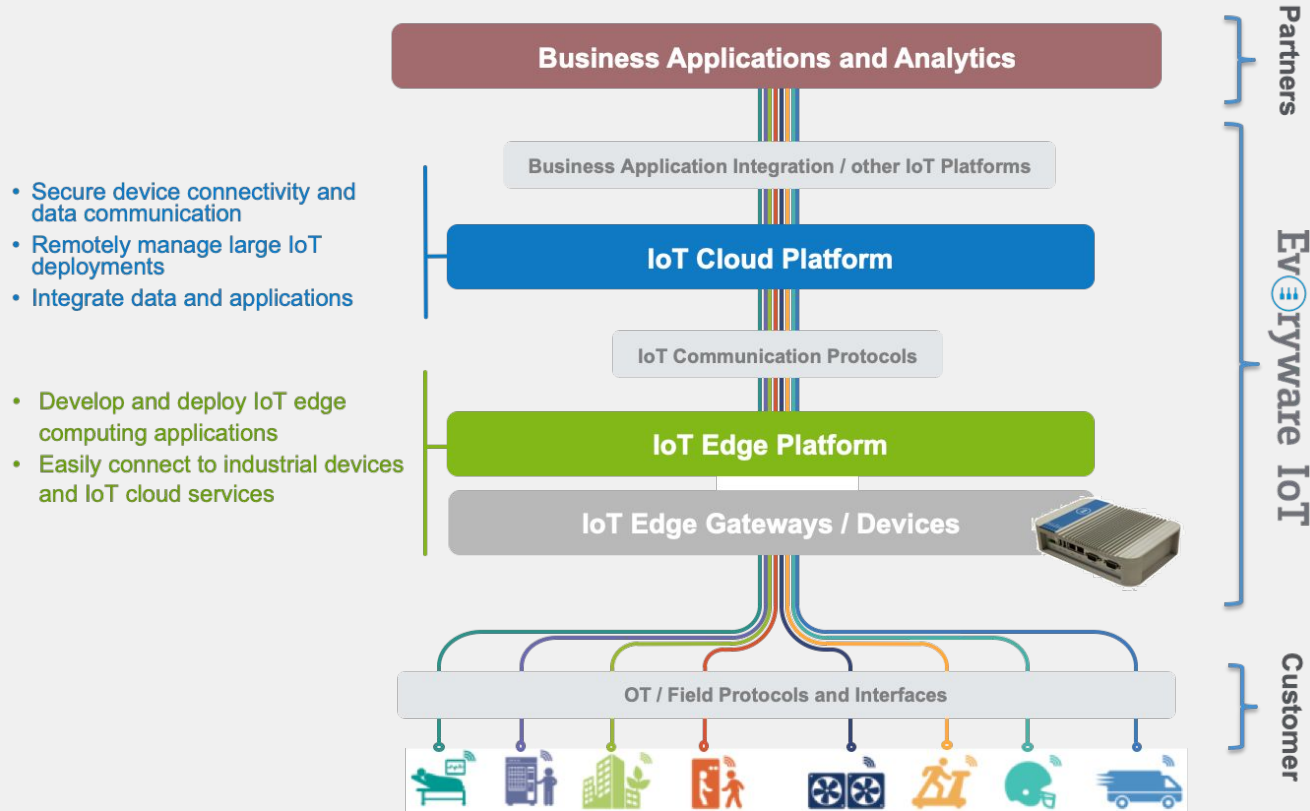 Partners
Business Applications and Analytics
Business Application Integration / other IoT Platforms
• Secure device connectivity and
data communication
• Remotely manage large IoT
deployments
• Integrate data and applications
IoT Cloud Platform
IoT Communication Protocols
• Develop and deploy IoT edge
computing applications
• Easily connect to industrial devices
and IoT cloud services
IoT Edge Platform
IoT Edge Gateways / Devices
Everyware IoT
OT / Field Protocols and Interfaces
Customer